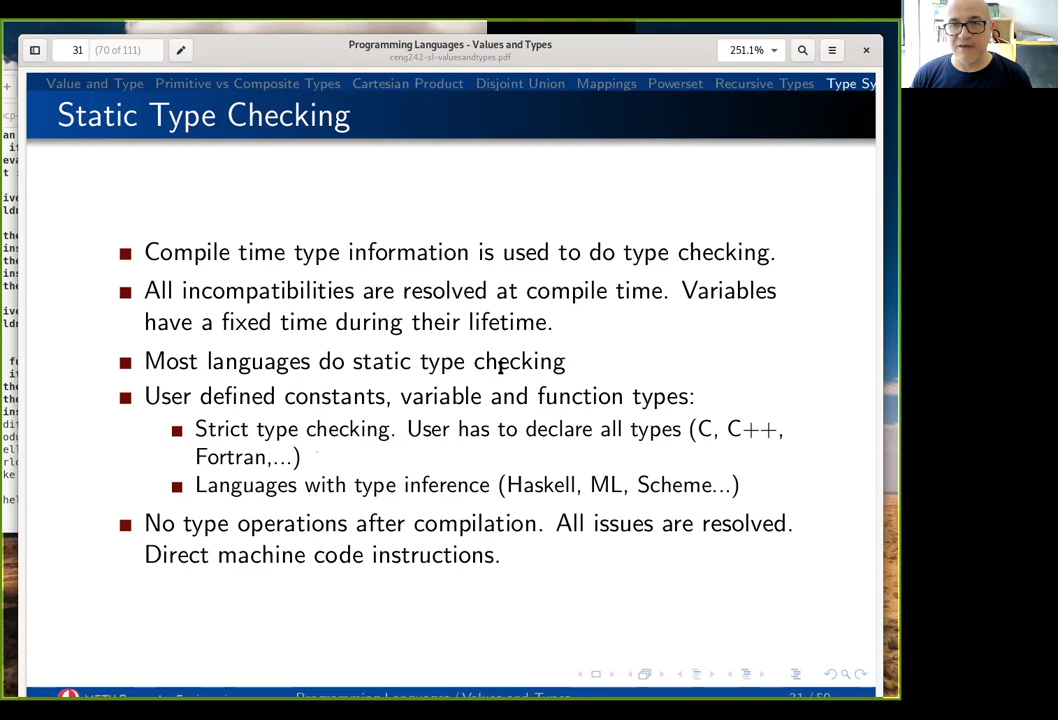 31 (70 of 111)
Programming Languages - Values and Types
ceng242-sl-valuesandtypes.pdf
251.1%
Value and Type Primitive vs Composite Types Cartesian Product Disjoint Union Mappings Powerset Recursive Types Type Sy
Static Type Checking
Compile time type information is used to do type checking.
All incompatibilities are resolved at compile time. Variables
have a fixed time during their lifetime.
Most languages do static type checking
User defined constants, variable and function types:
Strict type checking. User has to declare all types (C, C++,
Fortran,...)
Languages with type inference (Haskell, ML, Scheme...)
No type operations after compilation. All issues are resolved.
Direct machine code instructions.
Programming Languages / Values and Types